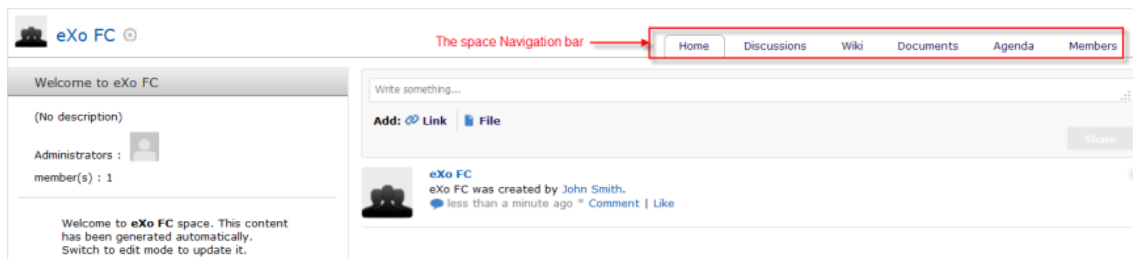 eXo FC
The space Navigation bar
Home Discussions Wiki Documents Agenda Members
Welcome to eXo FC
(No description)
Administrators :
member(s) : 1
Welcome to eXo FC space. This content
has been generated automatically.
Switch to edit mode to update it.
Write something...
Add: Link File
Share
eXo FC
eXo FC was created by John Smith.
less than a minute ago " Comment | Like